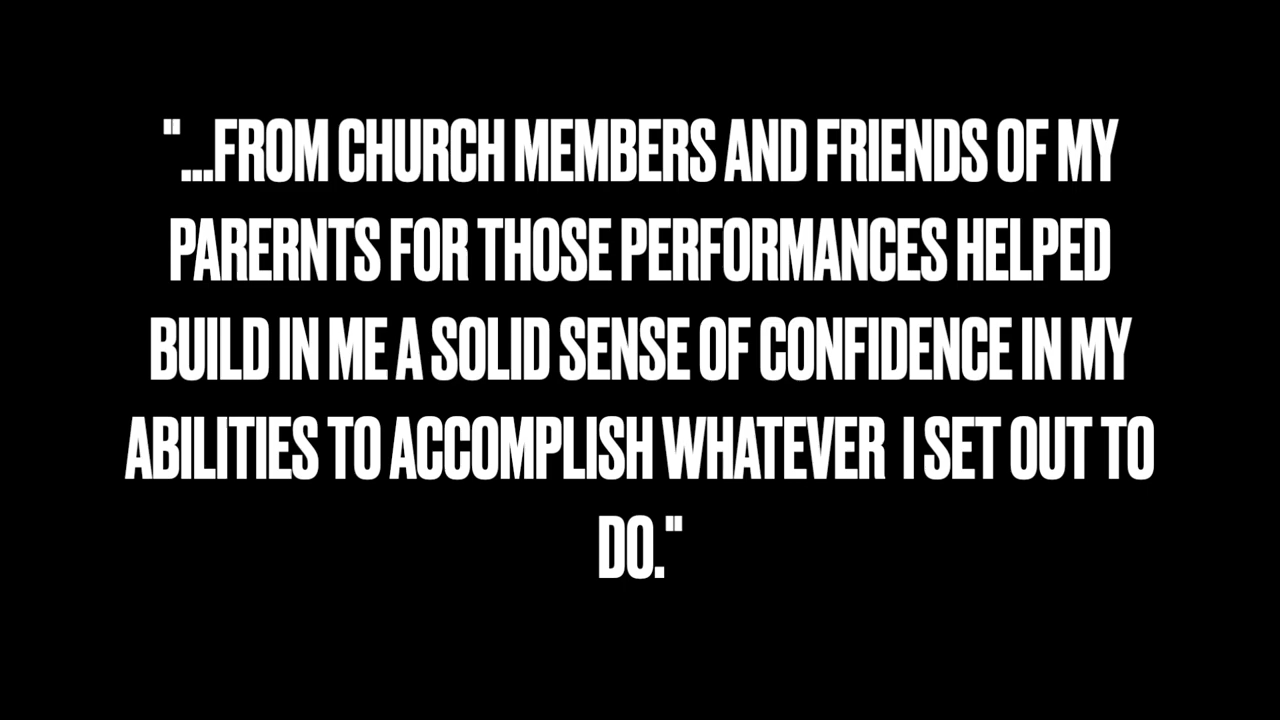 "...FROM CHURCH MEMBERS AND FRIENDS OF MY
PARERNTS FOR THOSE PERFORMANCES HELPED
BUILD IN ME A SOLID SENSE OF CONFIDENCE IN MY
ABILITIES TO ACCOMPLISH WHATEVER I SET OUT TO
DO."